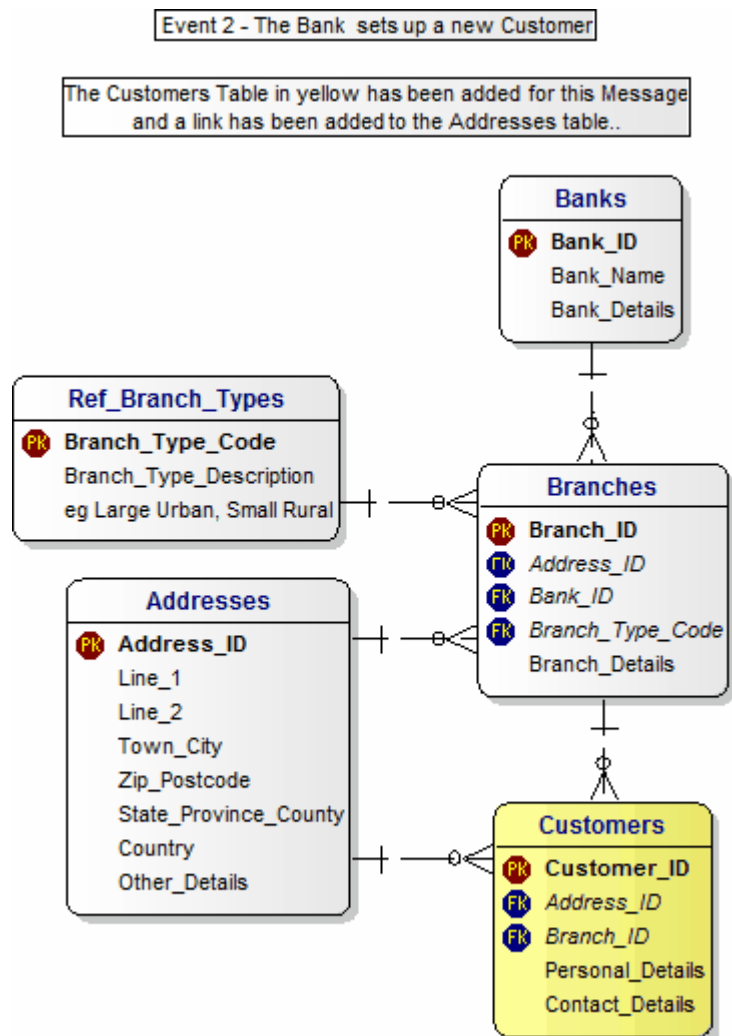 Event 2 - The Bank sets up a new Customer
The Customers Table in yellow has been added for this Message
and a link has been added to the Addresses table..
Banks
PK Bank_ID
Bank_Name
Bank_Details
Ref_Branch_Types
PK Branch_Type_Code
Branch_Type_Description
eg Large Urban, Small Rural
Branches
PK Branch_ID
FK Address_ID
FK Bank_ID
FK Branch_Type_Code
Branch_Details
Addresses
PK Address_ID
Line_1
Line_2
Town_City
Zip_Postcode
State_Province_County
Country
Other_Details
Customers
PK Customer_ID
FK Address_ID
FK Branch_ID
Personal_Details
Contact_Details